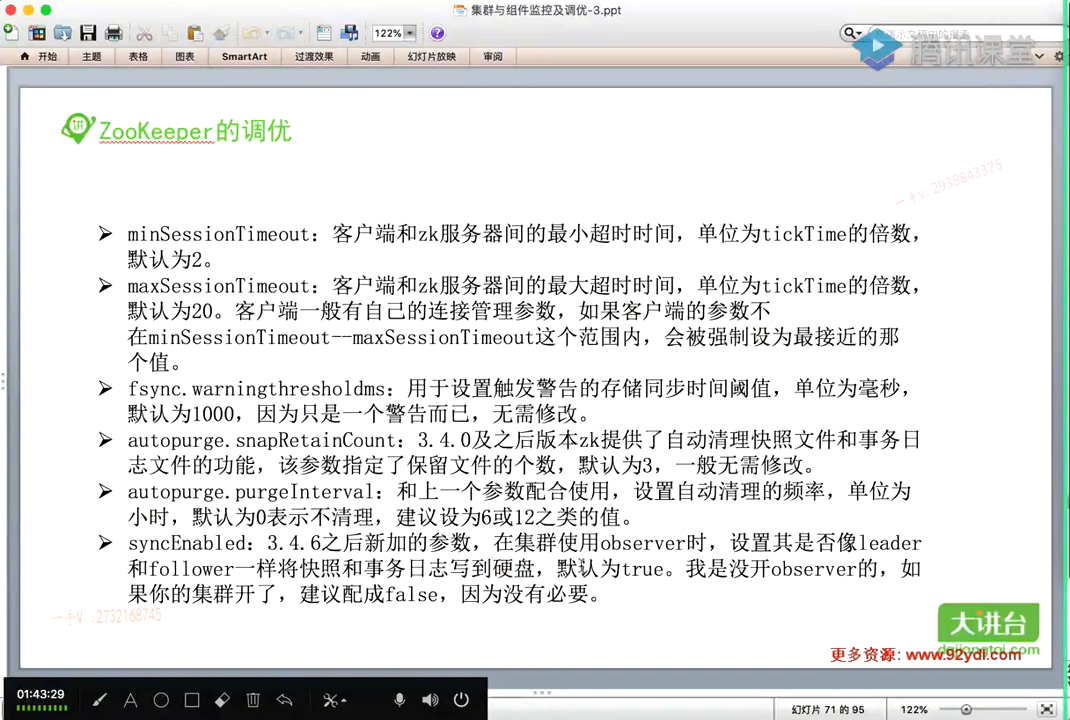 集群与组件监控及调优-3.ppt
122%
腾讯课堂
开始 主题 表格 图表 SmartArt 过渡效果 动画 幻灯片放映 审阅
讲 ZooKeeper的调优
一手v:2938843375
➢ minSessionTimeout：客户端和zk服务器间的最小超时时间，单位为tickTime的倍数，
默认为2。
➢ maxSessionTimeout：客户端和zk服务器间的最大超时时间，单位为tickTime的倍数，
默认为20。客户端一般有自己的连接管理参数，如果客户端的参数不
在minSessionTimeout--maxSessionTimeout这个范围内，会被强制设为最接近的那
个值。
➢ fsync.warningthresholdms：用于设置触发警告的存储同步时间阈值，单位为毫秒，
默认为1000，因为只是一个警告而已，无需修改。
➢ autopurge.snapRetainCount：3.4.0及之后版本zk提供了自动清理快照文件和事务日
志文件的功能，该参数指定了保留文件的个数，默认为3，一般无需修改。
➢ autopurge.purgeInterval：和上一个参数配合使用，设置自动清理的频率，单位为
小时，默认为0表示不清理，建议设为6或12之类的值。
➢ syncEnabled：3.4.6之后新加的参数，在集群使用observer时，设置其是否像leader
和follower一样将快照和事务日志写到硬盘，默认为true。我是没开observer的，如
果你的集群开了，建议配成false，因为没有必要。
一手V :2732168745
大讲台
dajiangtai.com
更多资源: www.92ydl.com
01:43:29
幻灯片 71 的 95 122%